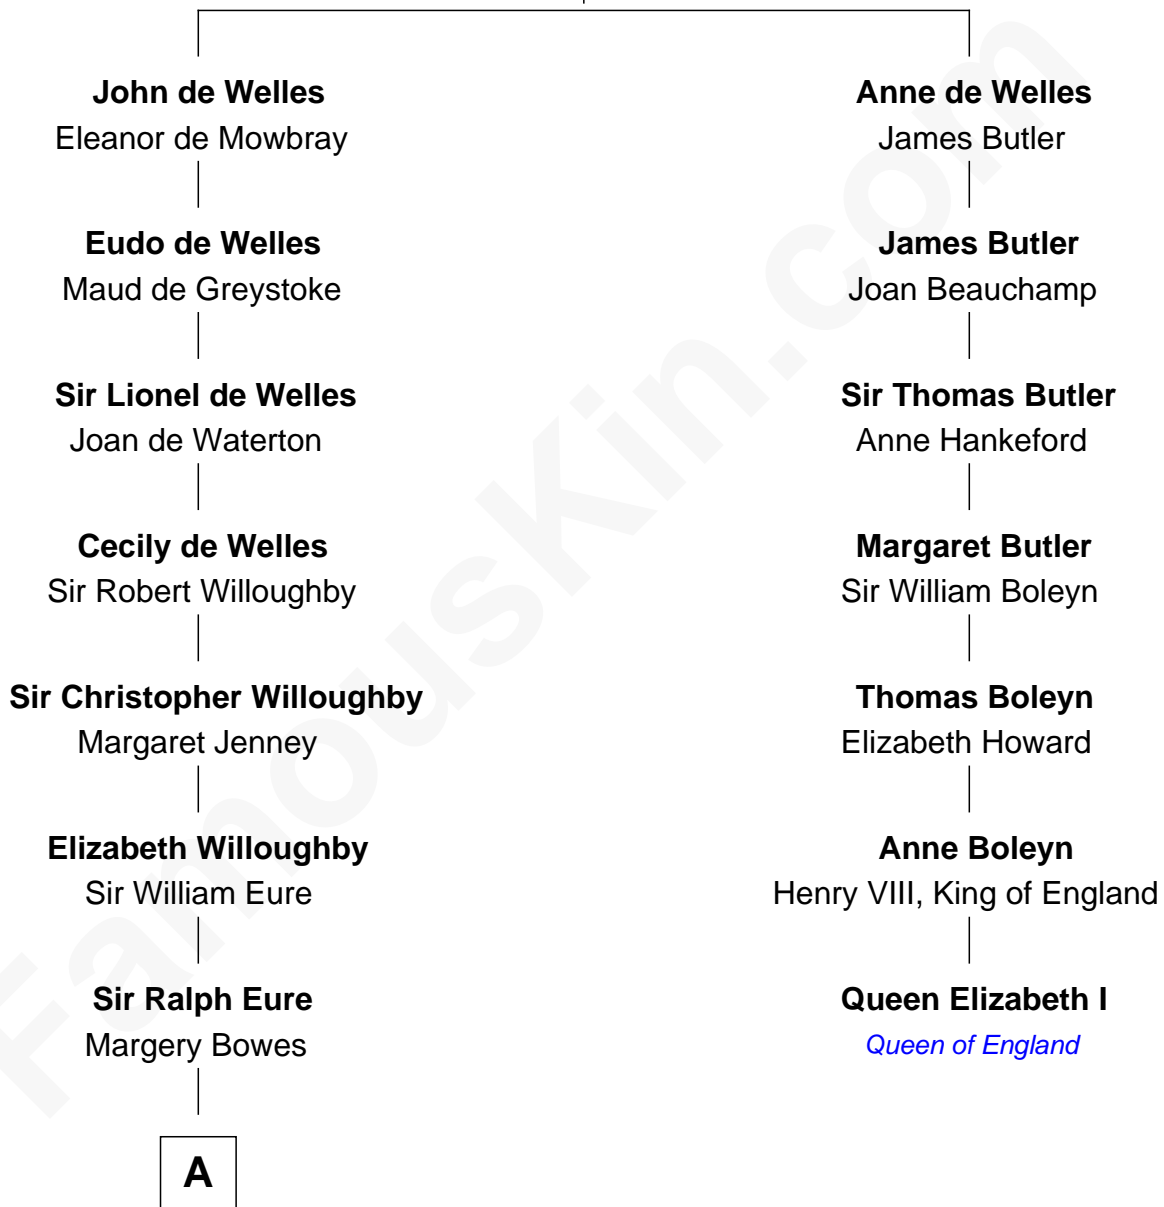 John de Welles
Eleanor de Mowbray
Eudo de Welles
Maud de Greystoke
Sir Lionel de Welles
Joan de Waterton
Cecily de Welles
Sir Robert Willoughby
Sir Christopher Willoughby
Margaret Jenney
Elizabeth Willoughby
Sir William Eure
Sir Ralph Eure
Margery Bowes
A
Anne de Welles
James Butler
James Butler
Joan Beauchamp
Sir Thomas Butler
Anne Hankeford
Margaret Butler
Sir William Boleyn
Thomas Boleyn
Elizabeth Howard
Anne Boleyn
Henry VIII, King of England
Queen Elizabeth I
Queen of England
FamousKin.com